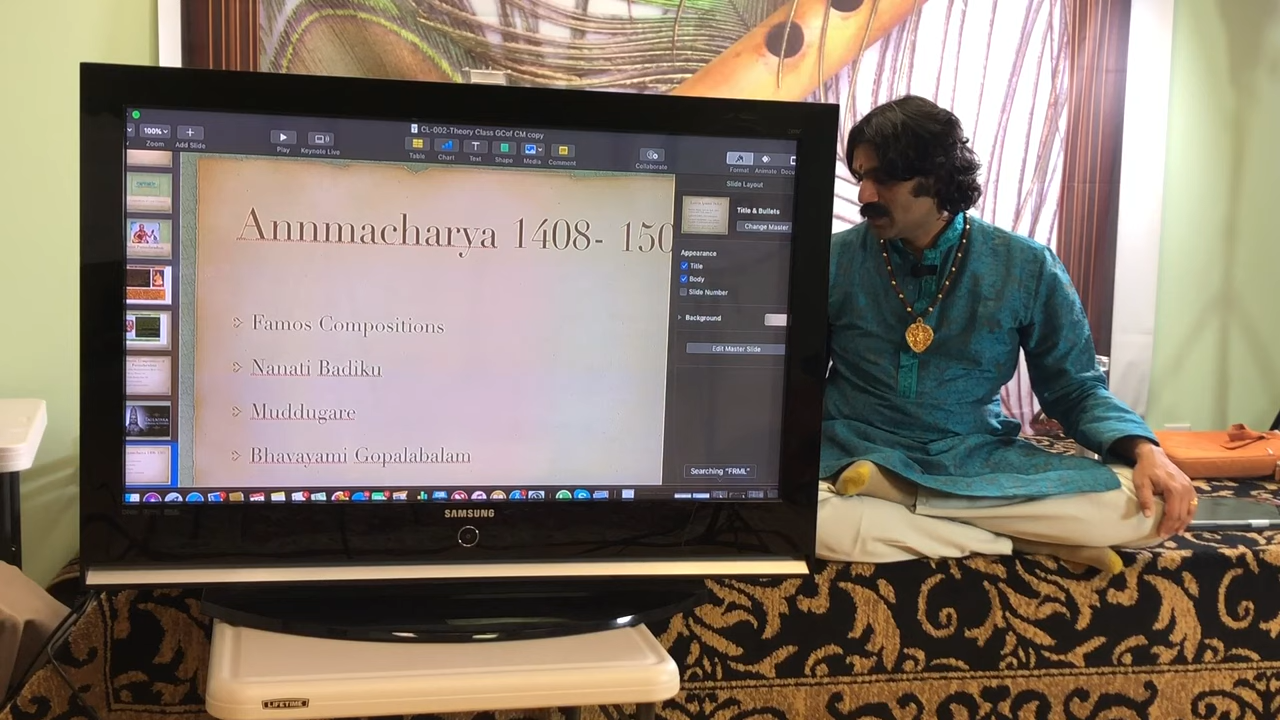 CL-002-Theory Class GCof CM copy
100%
Zoom
Add Slide
Play
Keynote Live
Table
Chart
Text
Shape
Media
Comment
Collaborate
Format
Animate
Docu
Slide Layout
Title & Bullets
Change Master
Appearance
Title
Body
Slide Number
Background
Edit Master Slide
Searching "FRML"
Annmacharya 1408- 150
Famos Compositions
Nanati Badiku
Muddugare
Bhavayami Gopalabalam
SAMSUNG
LIFETIME